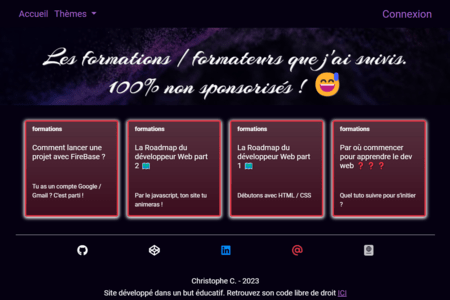 Accueil Thèmes Connexion
Les formations / formateurs que j'ai suivis.
100% non sponsorisés ! 😅
formations
Comment lancer une
projet avec FireBase ?
Tu as un compte Google /
Gmail ? C'est parti !
formations
La Roadmap du
développeur Web part
2
Par le javascript, ton site tu
animeras !
formations
La Roadmap du
développeur Web part
1
Débutons avec HTML / CSS
formations
Par où commencer
pour apprendre le dev
web ❓ ❓ ❓
Quel tuto suivre pour s'initier
?
Christophe C. - 2023
Site développé dans un but éducatif. Retrouvez son code libre de droit ICI